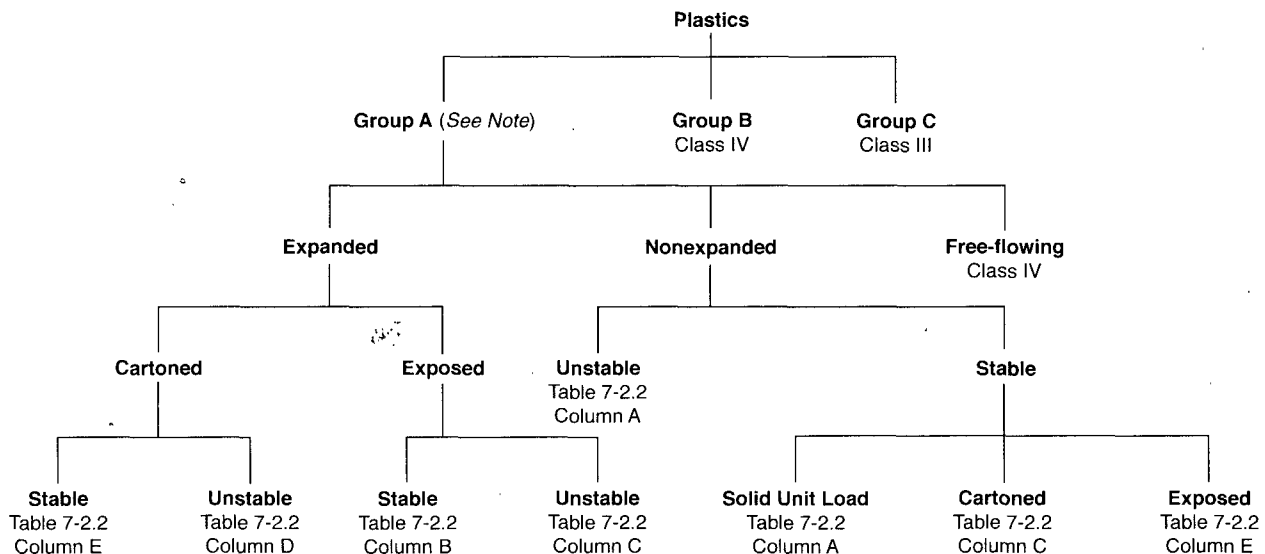 Plastics
Group A (See Note)
Group B
Class IV
Group C
Class III
Expanded
Nonexpanded
Free-flowing
Class IV
Cartoned
Exposed
Unstable
Table 7-2.2
Column A
Stable
Stable
Table 7-2.2
Column E
Unstable
Table 7-2.2
Column D
Stable
Table 7-2.2
Column B
Unstable
Table 7-2.2
Column C
Solid Unit Load
Table 7-2.2
Column A
Cartoned
Table 7-2.2
Column C
Exposed
Table 7-2.2
Column E